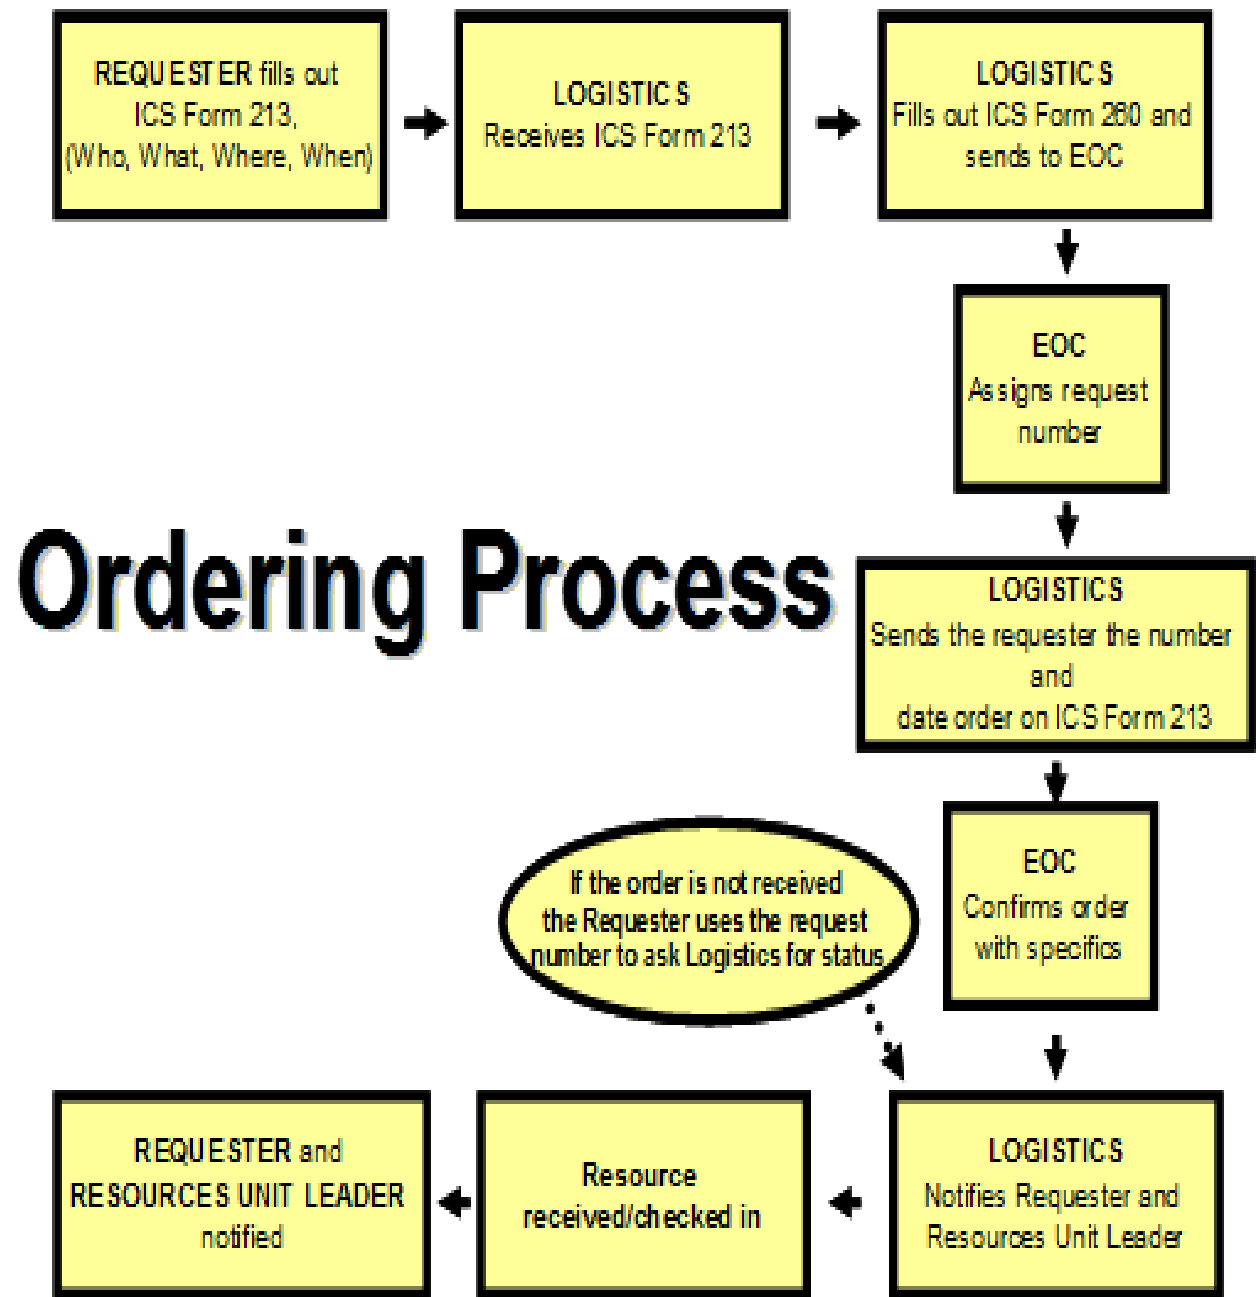 REQUESTER fills out
ICS Form 213,
(Who, What, Where, When)
LOGISTICS
Receives ICS Form 213
LOGISTICS
Fills out ICS Form 260 and
sends to EOC
EOC
Assigns request
number
Ordering Process
LOGISTICS
Sends the requester the number
and
date order on ICS Form 213
EOC
Confirms order
with specifics
If the order is not received
the Requester uses the request
number to ask Logistics for status
LOGISTICS
Notifies Requester and
Resources Unit Leader
Resource
received/checked in
REQUESTER and
RESOURCES UNIT LEADER
notified